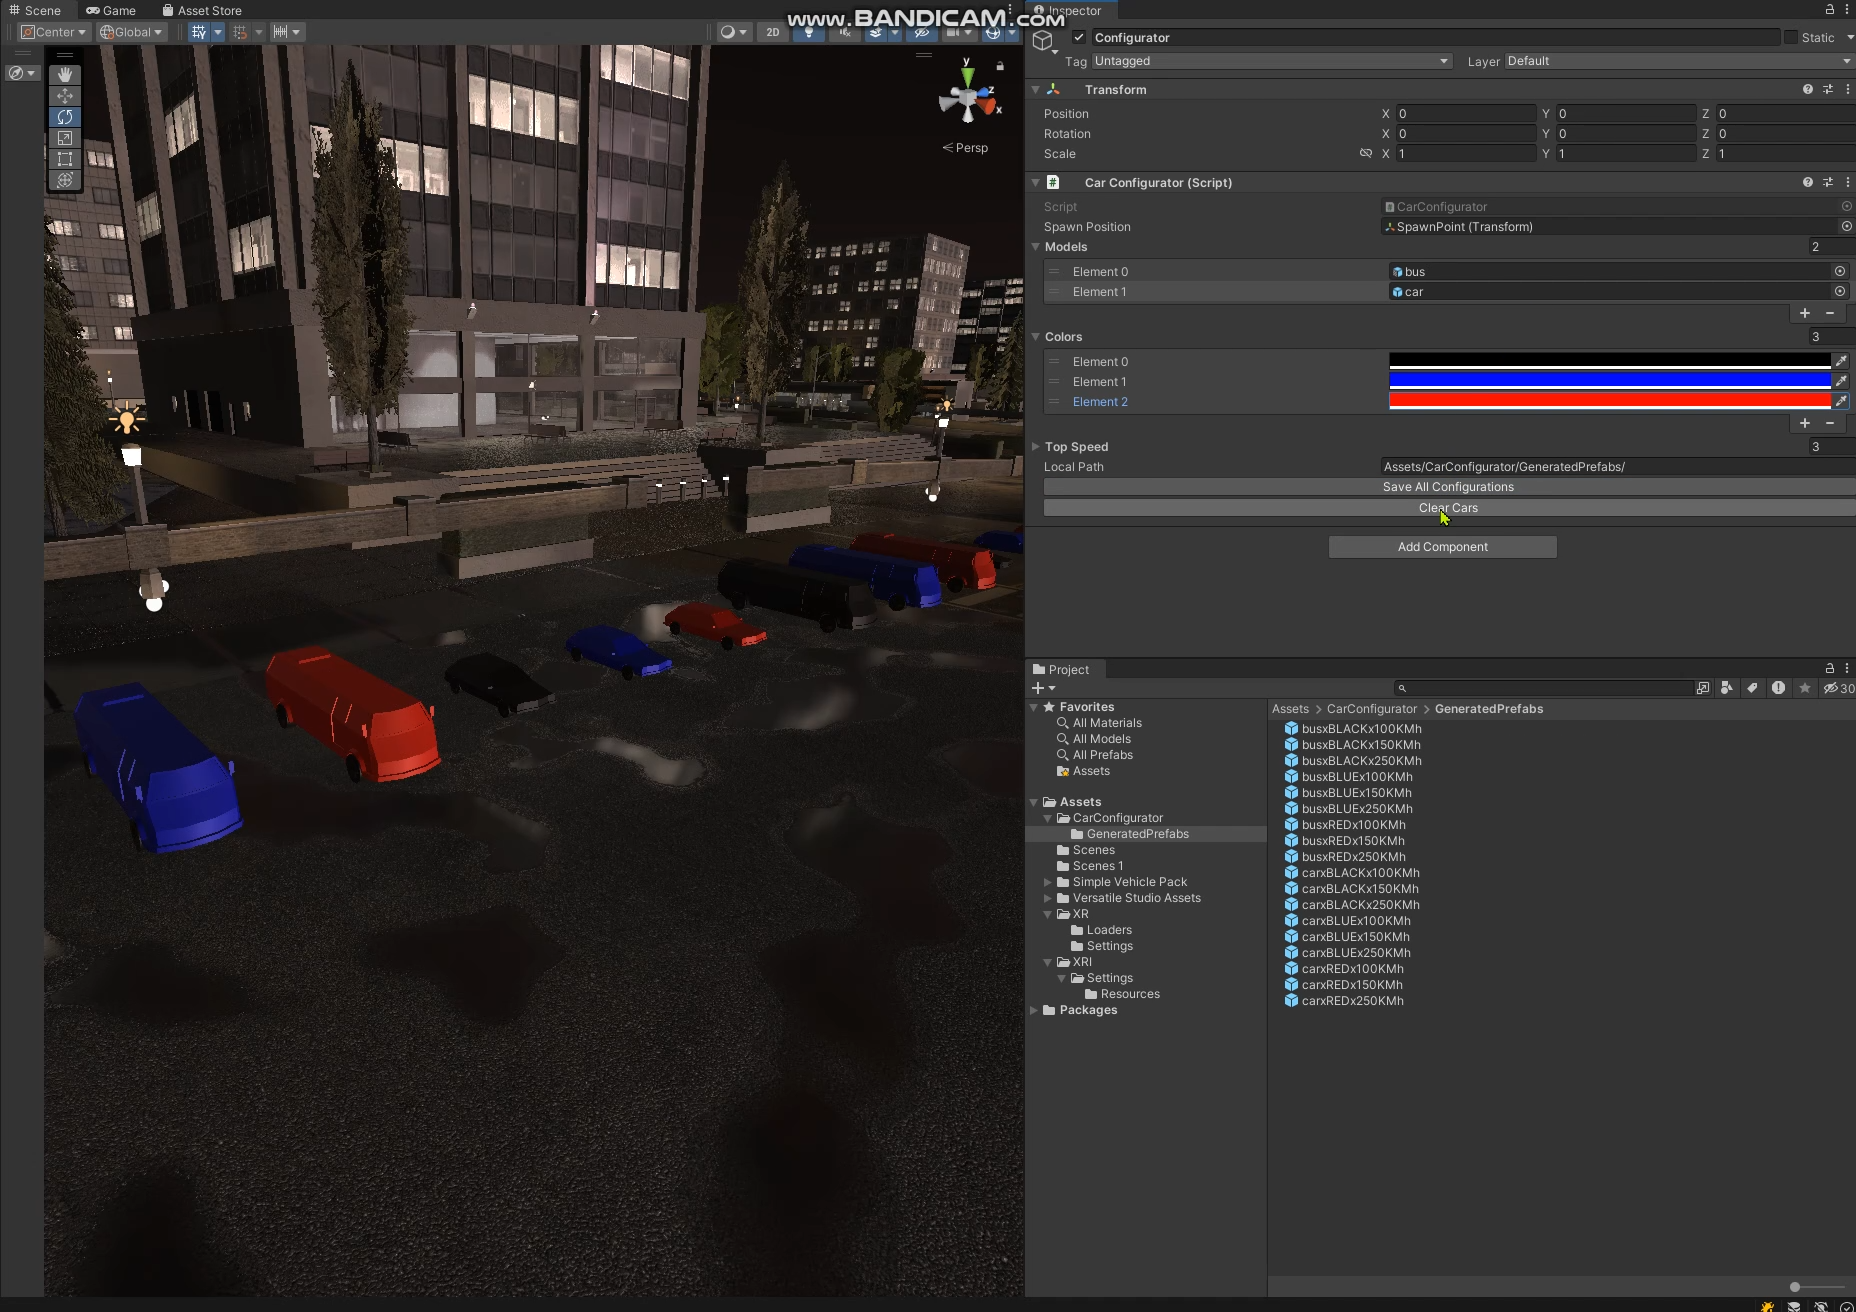 Scene Game Asset Store
www.BANDICAM.com
Center Global 2D
y
z
x
Persp
Inspector
Configurator Static
Tag Untagged Layer Default
Transform
Position X 0 Y 0 Z 0
Rotation X 0 Y 0 Z 0
Scale X 1 Y 1 Z 1
# Car Configurator (Script)
Script CarConfigurator
Spawn Position SpawnPoint (Transform)
Models 2
Element 0 bus
Element 1 car
+ −
Colors 3
Element 0
Element 1
Element 2
+ −
Top Speed 3
Local Path Assets/CarConfigurator/GeneratedPrefabs/
Save All Configurations
Clear Cars
Add Component
Project
30
Favorites
All Materials
All Models
All Prefabs
Assets
Assets
CarConfigurator
GeneratedPrefabs
Scenes
Scenes 1
Simple Vehicle Pack
Versatile Studio Assets
XR
Loaders
Settings
XRI
Settings
Resources
Packages
Assets > CarConfigurator > GeneratedPrefabs
busxBLACKx100KMh
busxBLACKx150KMh
busxBLACKx250KMh
busxBLUEx100KMh
busxBLUEx150KMh
busxBLUEx250KMh
busxREDx100KMh
busxREDx150KMh
busxREDx250KMh
carxBLACKx100KMh
carxBLACKx150KMh
carxBLACKx250KMh
carxBLUEx100KMh
carxBLUEx150KMh
carxBLUEx250KMh
carxREDx100KMh
carxREDx150KMh
carxREDx250KMh